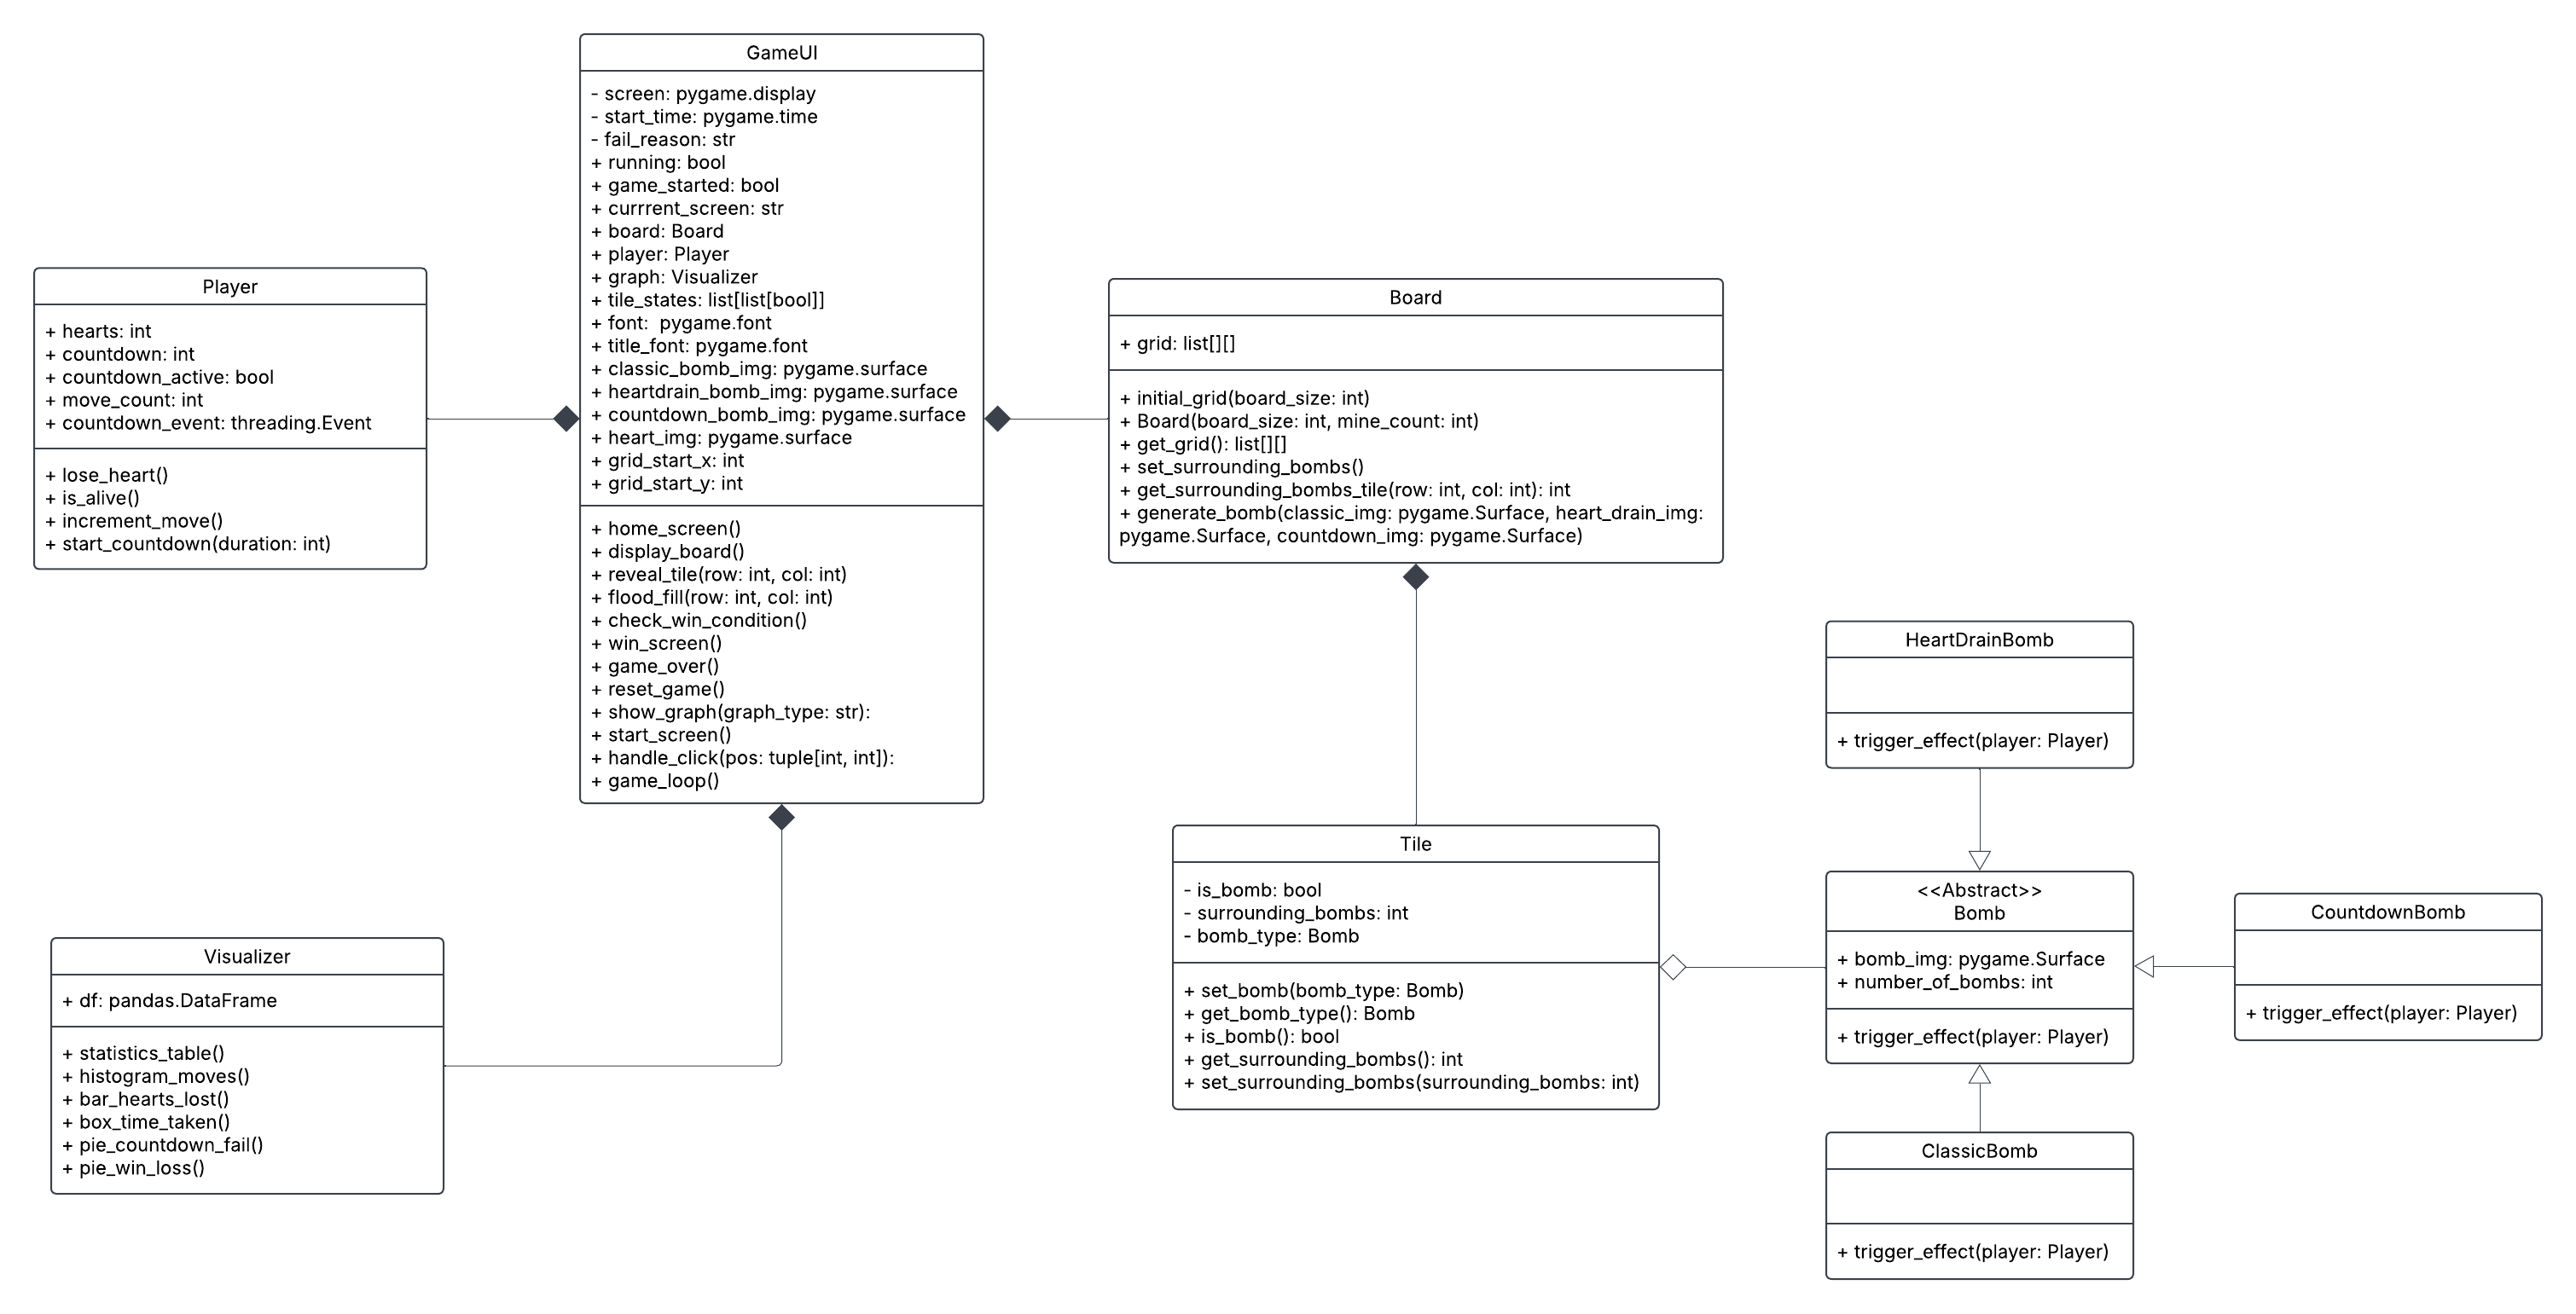 GameUI
- screen: pygame.display
- start_time: pygame.time
- fail_reason: str
+ running: bool
+ game_started: bool
+ currrent_screen: str
+ board: Board
+ player: Player
+ graph: Visualizer
+ tile_states: list[list[bool]]
+ font:  pygame.font
+ title_font: pygame.font
+ classic_bomb_img: pygame.surface
+ heartdrain_bomb_img: pygame.surface
+ countdown_bomb_img: pygame.surface
+ heart_img: pygame.surface
+ grid_start_x: int
+ grid_start_y: int
+ home_screen()
+ display_board()
+ reveal_tile(row: int, col: int)
+ flood_fill(row: int, col: int)
+ check_win_condition()
+ win_screen()
+ game_over()
+ reset_game()
+ show_graph(graph_type: str):
+ start_screen()
+ handle_click(pos: tuple[int, int]):
+ game_loop()
Player
+ hearts: int
+ countdown: int
+ countdown_active: bool
+ move_count: int
+ countdown_event: threading.Event
+ lose_heart()
+ is_alive()
+ increment_move()
+ start_countdown(duration: int)
Board
+ grid: list[][]
+ initial_grid(board_size: int)
+ Board(board_size: int, mine_count: int)
+ get_grid(): list[][]
+ set_surrounding_bombs()
+ get_surrounding_bombs_tile(row: int, col: int): int
+ generate_bomb(classic_img: pygame.Surface, heart_drain_img:
pygame.Surface, countdown_img: pygame.Surface)
HeartDrainBomb
+ trigger_effect(player: Player)
Tile
- is_bomb: bool
- surrounding_bombs: int
- bomb_type: Bomb
+ set_bomb(bomb_type: Bomb)
+ get_bomb_type(): Bomb
+ is_bomb(): bool
+ get_surrounding_bombs(): int
+ set_surrounding_bombs(surrounding_bombs: int)
<<Abstract>>
Bomb
+ bomb_img: pygame.Surface
+ number_of_bombs: int
+ trigger_effect(player: Player)
CountdownBomb
+ trigger_effect(player: Player)
Visualizer
+ df: pandas.DataFrame
+ statistics_table()
+ histogram_moves()
+ bar_hearts_lost()
+ box_time_taken()
+ pie_countdown_fail()
+ pie_win_loss()
ClassicBomb
+ trigger_effect(player: Player)